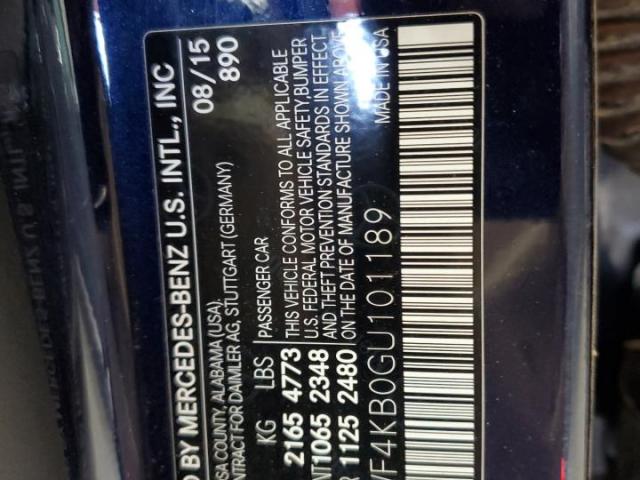 D BY MERCEDES-BENZ U.S. INTL., INC
SA COUNTY, ALABAMA (USA), 08/15
CONTRACT FOR DAIMLER AG, STUTTGART (GERMANY) 890
KG LBS PASSENGER CAR
2165 4773 THIS VEHICLE CONFORMS TO ALL APPLICABLE
U.S. FEDERAL MOTOR VEHICLE SAFETY, BUMPER
NT 1065 2348 AND THEFT PREVENTION STANDARDS IN EFFECT
R 1125 2480 ON THE DATE OF MANUFACTURE SHOWN ABOVE
MADE IN USA
F4KB0GU101189